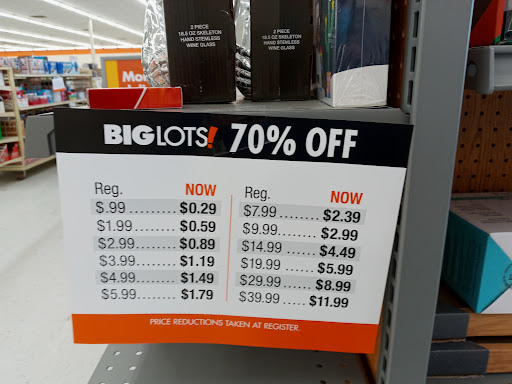 2 PIECE
18.5 OZ SKELETON
HAND STEMLESS
WINE GLASS
2 PIECE
18.5 OZ SKELETON
HAND STEMLESS
WINE GLASS
BIGLOTS! 70% OFF
Reg. NOW
$.99 ........ $0.29
$1.99 ........ $0.59
$2.99 ........ $0.89
$3.99 ........ $1.19
$4.99 ........ $1.49
$5.99 ........ $1.79
Reg. NOW
$7.99 ........ $2.39
$9.99 ........ $2.99
$14.99 ...... $4.49
$19.99 ...... $5.99
$29.99 ...... $8.99
$39.99 ..... $11.99
PRICE REDUCTIONS TAKEN AT REGISTER.